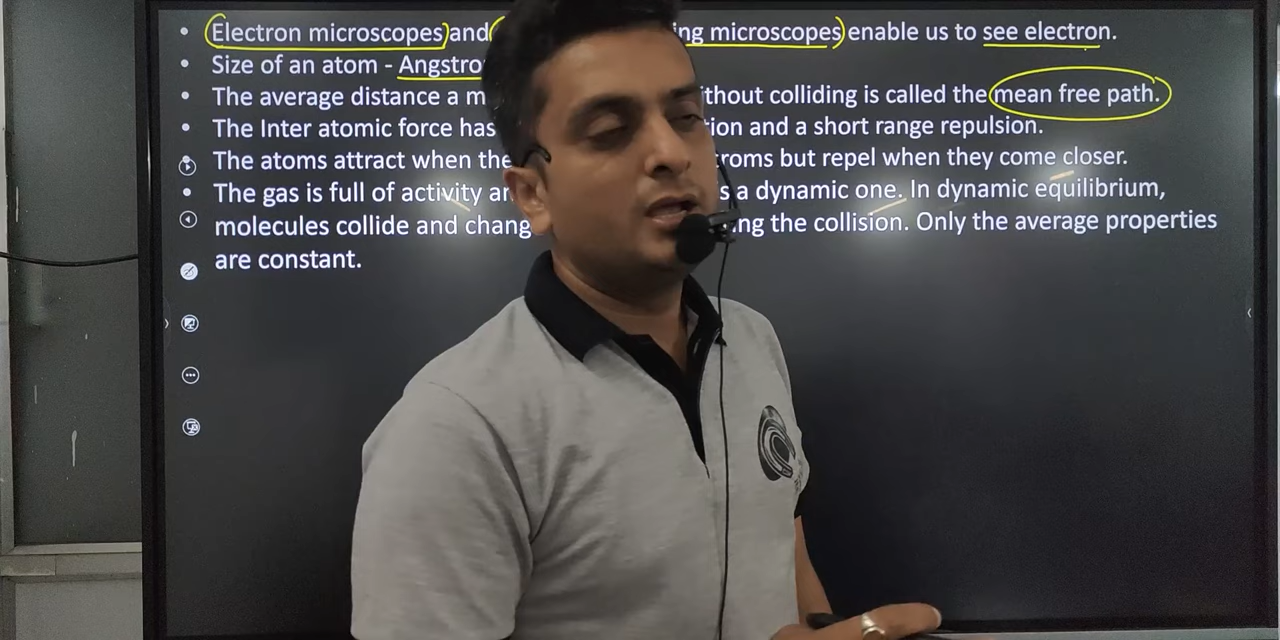 • Electron microscopes and ing microscopes enable us to see electron.
• Size of an atom - Angstro
• The average distance a m ithout colliding is called the mean free path.
• The Inter atomic force has tion and a short range repulsion.
• The atoms attract when the troms but repel when they come closer.
• The gas is full of activity an s a dynamic one. In dynamic equilibrium,
molecules collide and chang ing the collision. Only the average properties
are constant.